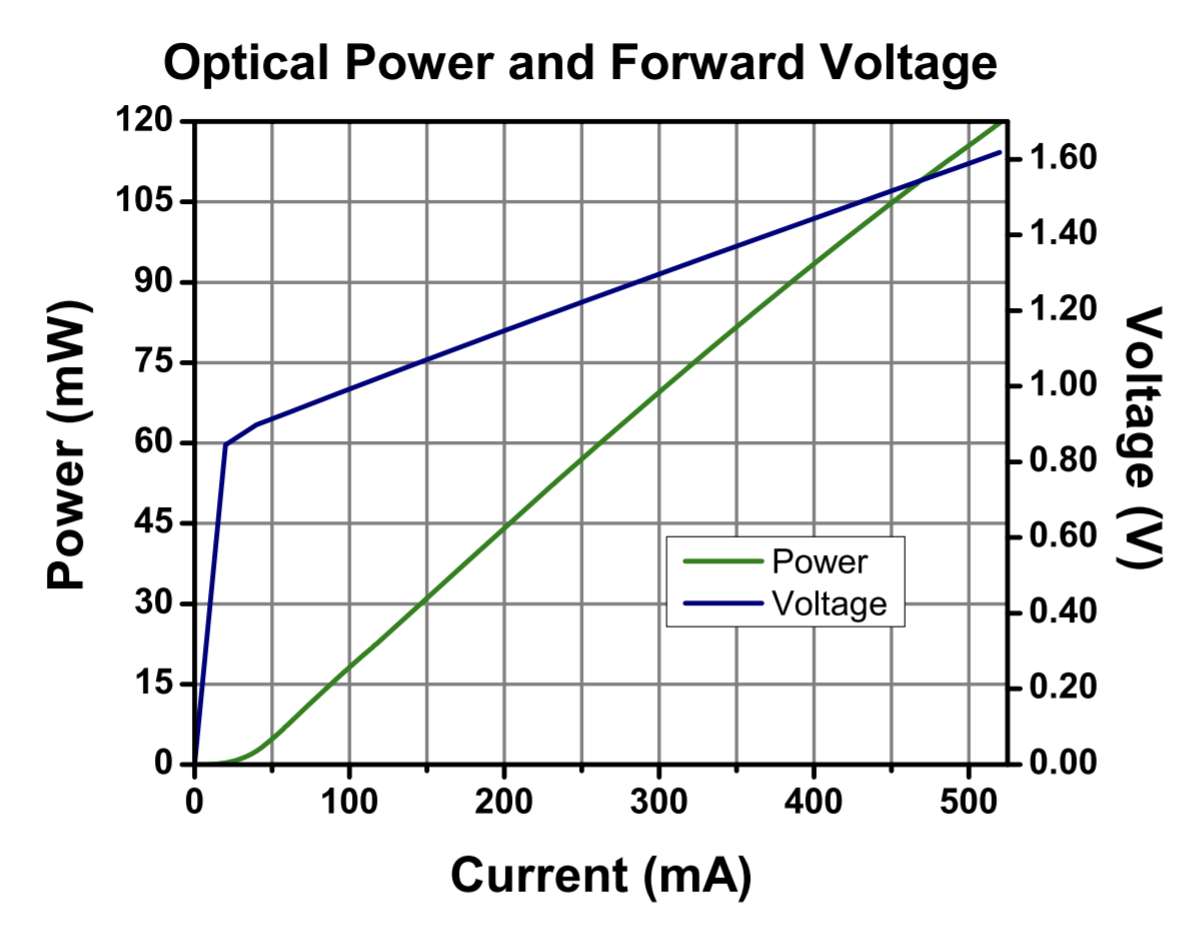 Optical Power and Forward Voltage
120
105
90
75
60
45
30
15
0
Power (mW)
1.60
1.40
1.20
1.00
0.80
0.60
0.40
0.20
0.00
Voltage (V)
Power
Voltage
0 100 200 300 400 500
Current (mA)